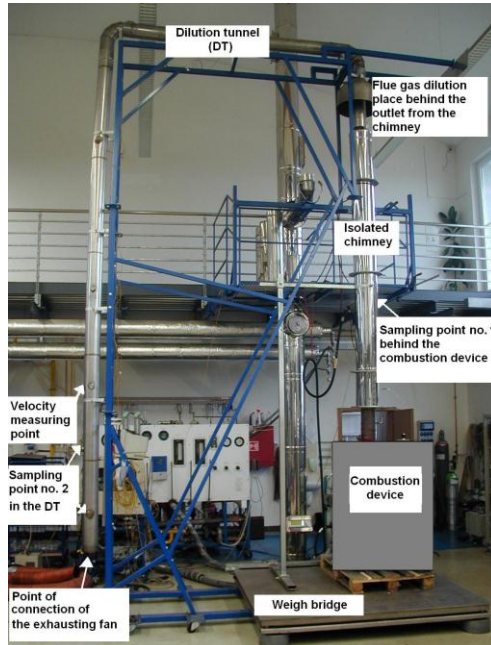 Dilution tunnel
(DT)
Flue gas dilution
place behind the
outlet from the
chimney
Isolated
chimney
Sampling point no.
behind the
combustion device
Velocity
measuring
point
Sampling
point no. 2
in the DT
Combustion
device
Point of
connection of
the exhausting fan
Weigh bridge